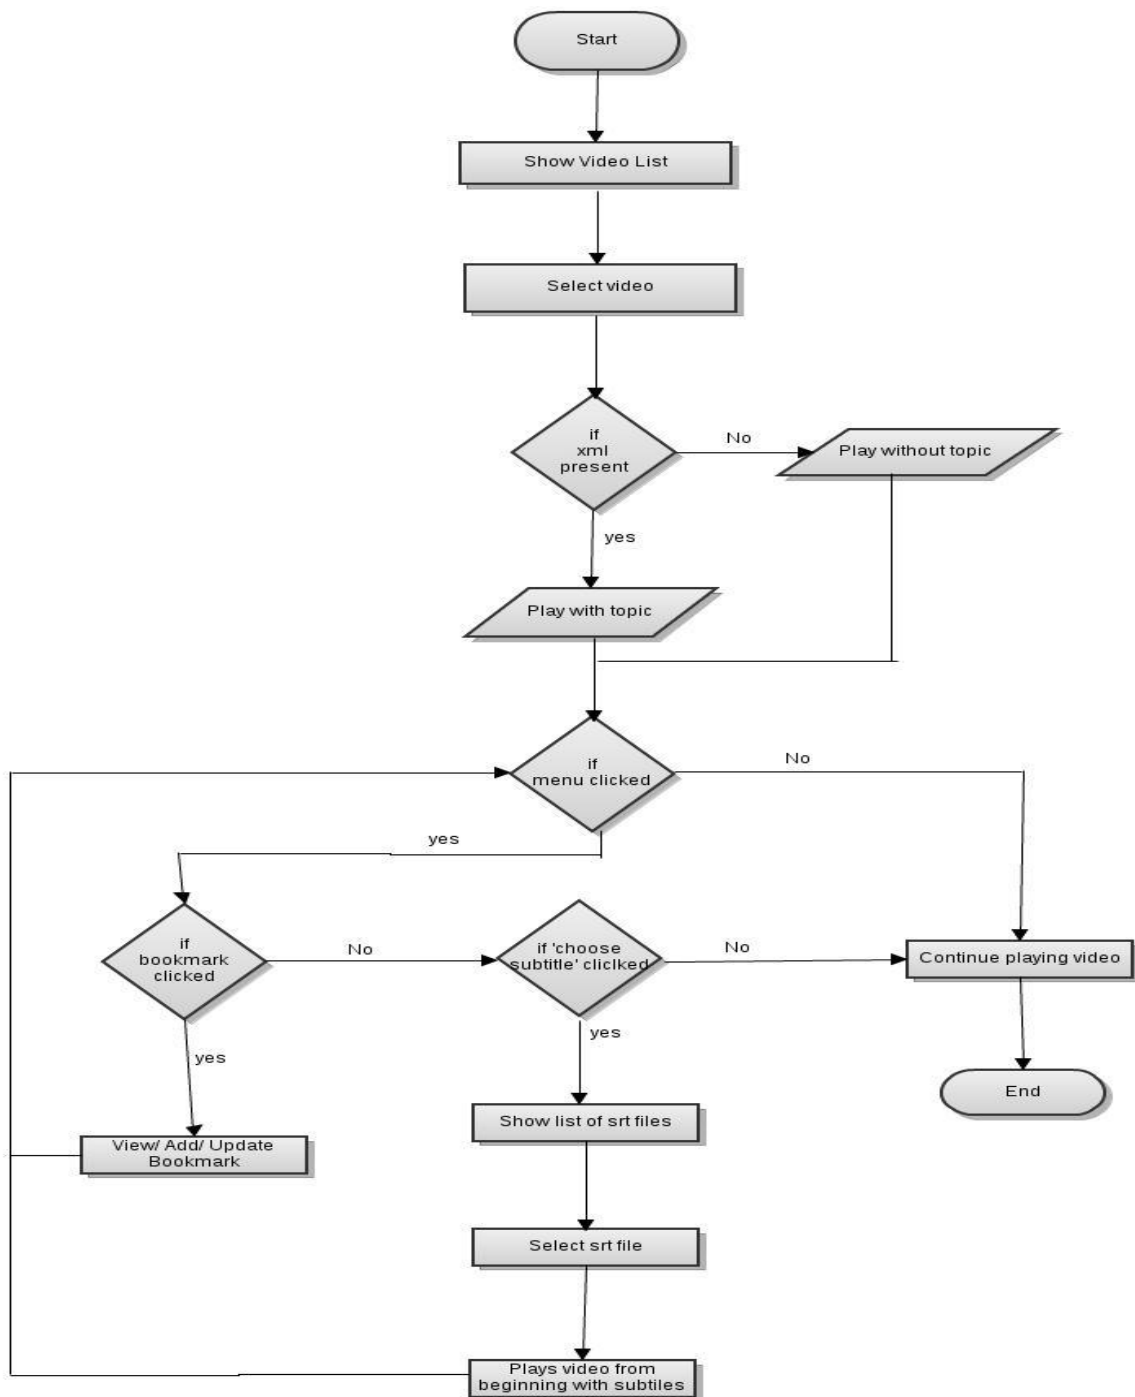 Start
Show Video List
Select video
if
xml
present
No
Play without topic
yes
Play with topic
if
menu clicked
No
yes
if
bookmark
clicked
No
if 'choose
subtitle' cliclked
No
Continue playing video
yes
yes
End
Show list of srt files
View/ Add/ Update
Bookmark
Select srt file
Plays video from
beginning with subtiles